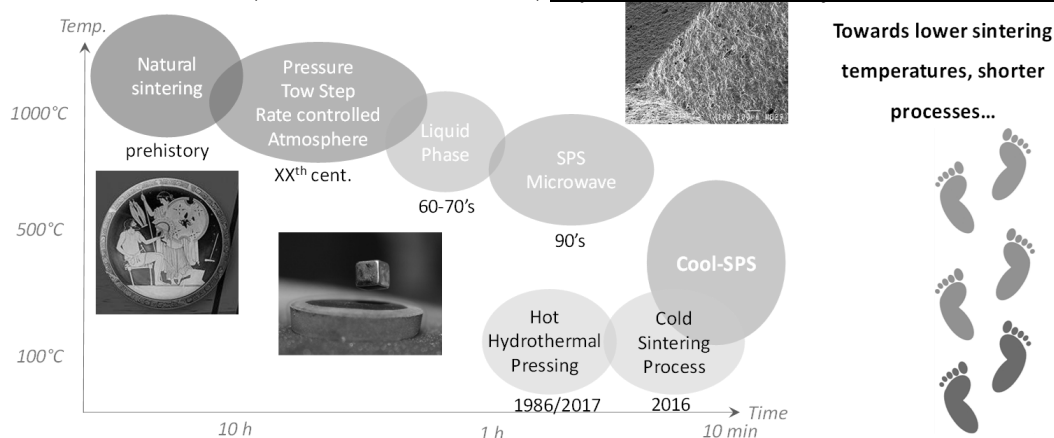 Temp.
Natural
sintering
Pressure
Tow Step
Rate controlled
Atmosphere
Liquid
Phase
SPS
Microwave
Cool-SPS
Hot
Hydrothermal
Pressing
Cold
Sintering
Process
prehistory
XXth cent.
60-70's
90's
1986/2017
2016
1000°C
500°C
100°C
10 h
1 h
10 min
Time
Towards lower sintering
temperatures, shorter
processes...